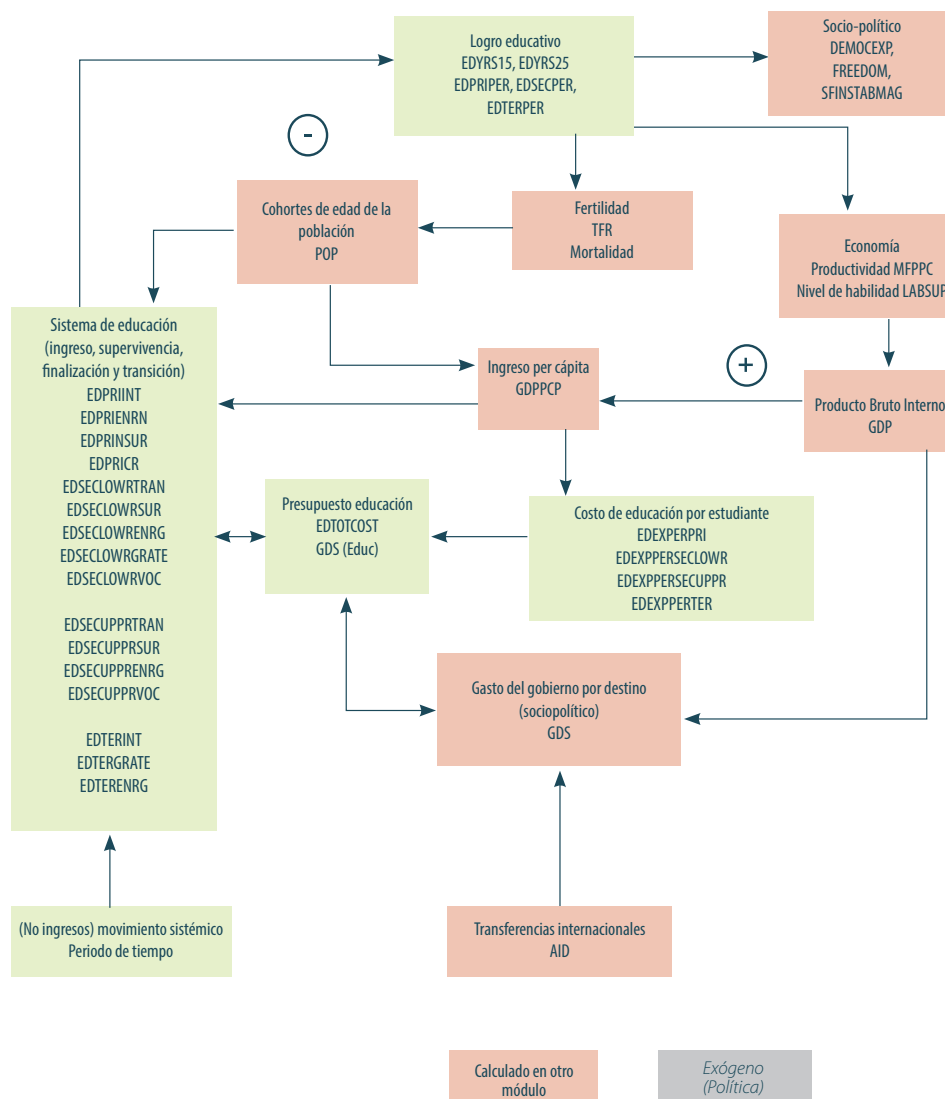 Logro educativo
EDYRS15, EDYRS25
EDPRIPER, EDSECPER,
EDTERPER
Socio-político
DEMOCEXP,
FREEDOM,
SFINSTABMAG
-
Cohortes de edad de la
población
POP
Fertilidad
TFR
Mortalidad
Economía
Productividad MFPPC
Nivel de habilidad LABSUP
Sistema de educación
(ingreso, supervivencia,
finalización y transición)
EDPRIINT
EDPRIENRN
EDPRINSUR
EDPRICR
EDSECLOWRTRAN
EDSECLOWRSUR
EDSECLOWRENRG
EDSECLOWRGRATE
EDSECLOWRVOC
EDSECUPPRTRAN
EDSECUPPRSUR
EDSECUPPRENRG
EDSECUPPRVOC
EDTERINT
EDTERGRATE
EDTERENRG
Ingreso per cápita
GDPPCP
+
Producto Bruto Interno
GDP
Presupuesto educación
EDTOTCOST
GDS (Educ)
Costo de educación por estudiante
EDEXPERPRI
EDEXPPERSECLOWR
EDEXPPERSECUPPR
EDEXPPERTER
Gasto del gobierno por destino
(sociopolítico)
GDS
(No ingresos) movimiento sistémico
Periodo de tiempo
Transferencias internacionales
AID
Calculado en otro
módulo
Exógeno
(Política)